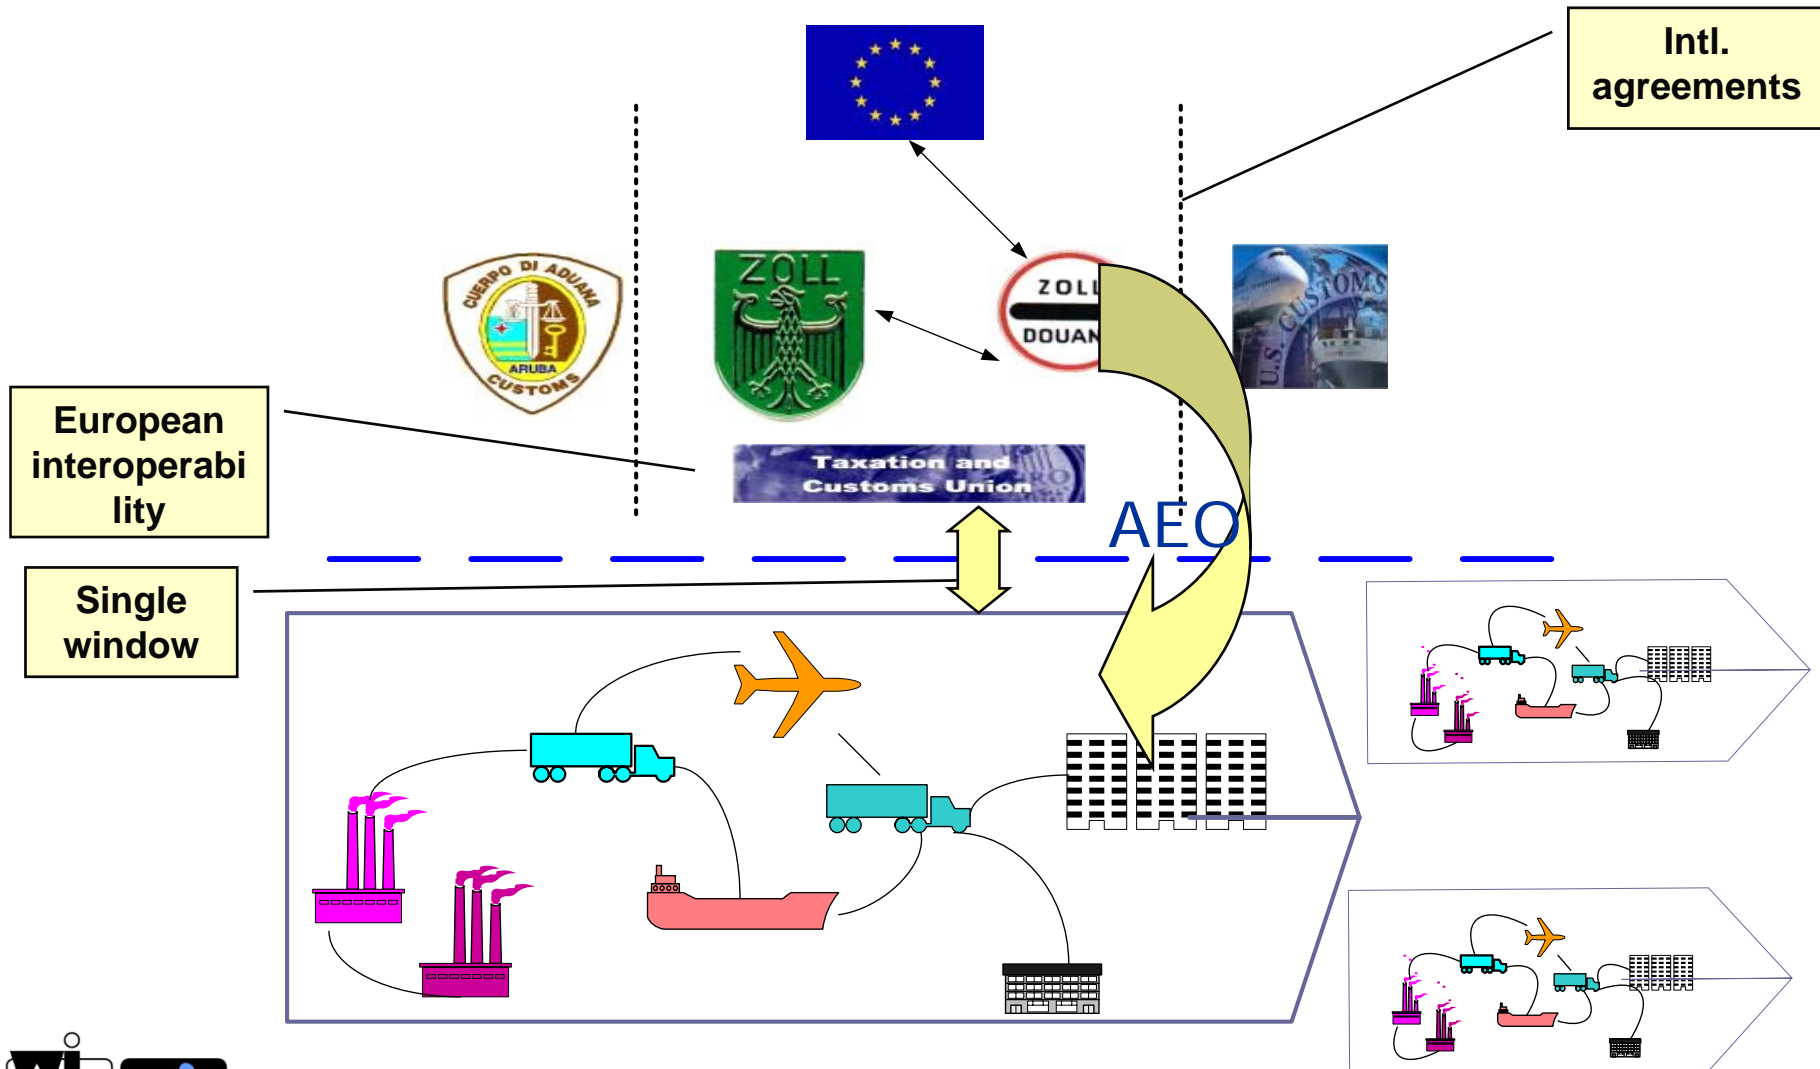 Intl.
agreements
CUERPO DI ADUANA
ARUBA
CUSTOMS
ZOLL
ZOLL
DOUAN
U.S. CUSTOMS
European
interoperabi
lity
Taxation and
Customs Union
AEO
Single
window